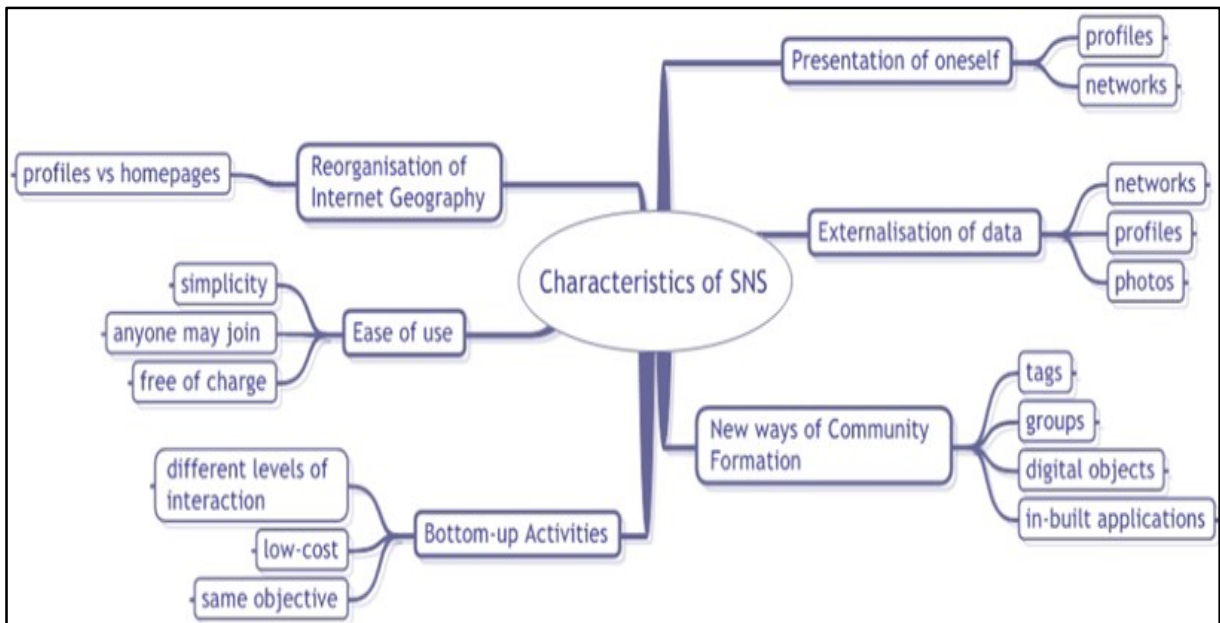 Characteristics of SNS
Presentation of oneself
profiles
networks
Externalisation of data
networks
profiles
photos
New ways of Community
Formation
tags
groups
digital objects
in-built applications
Reorganisation of
Internet Geography
profiles vs homepages
Ease of use
simplicity
anyone may join
free of charge
Bottom-up Activities
different levels of
interaction
low-cost
same objective